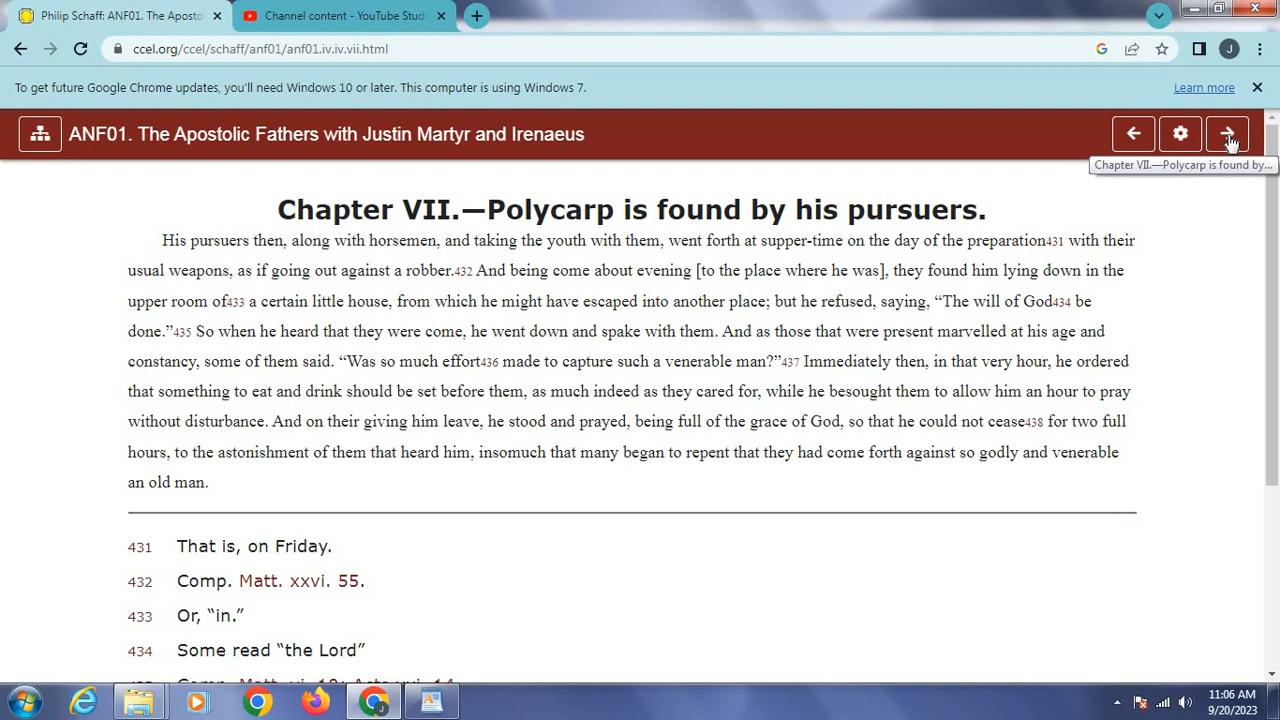 Philip Schaff: ANF01. The Aposto
Channel content - YouTube Studi
ccel.org/ccel/schaff/anf01/anf01.iv.iv.vii.html
J
To get future Google Chrome updates, you'll need Windows 10 or later. This computer is using Windows 7.
Learn more
ANF01. The Apostolic Fathers with Justin Martyr and Irenaeus
Chapter VII.—Polycarp is found by...
Chapter VII.—Polycarp is found by his pursuers.
His pursuers then, along with horsemen, and taking the youth with them, went forth at supper-time on the day of the preparation431 with their
usual weapons, as if going out against a robber.432 And being come about evening [to the place where he was], they found him lying down in the
upper room of433 a certain little house, from which he might have escaped into another place; but he refused, saying, “The will of God434 be
done.”435 So when he heard that they were come, he went down and spake with them. And as those that were present marvelled at his age and
constancy, some of them said. “Was so much effort436 made to capture such a venerable man?”437 Immediately then, in that very hour, he ordered
that something to eat and drink should be set before them, as much indeed as they cared for, while he besought them to allow him an hour to pray
without disturbance. And on their giving him leave, he stood and prayed, being full of the grace of God, so that he could not cease438 for two full
hours, to the astonishment of them that heard him, insomuch that many began to repent that they had come forth against so godly and venerable
an old man.
431 That is, on Friday.
432 Comp. Matt. xxvi. 55.
433 Or, “in.”
434 Some read “the Lord”
11:06 AM
9/20/2023